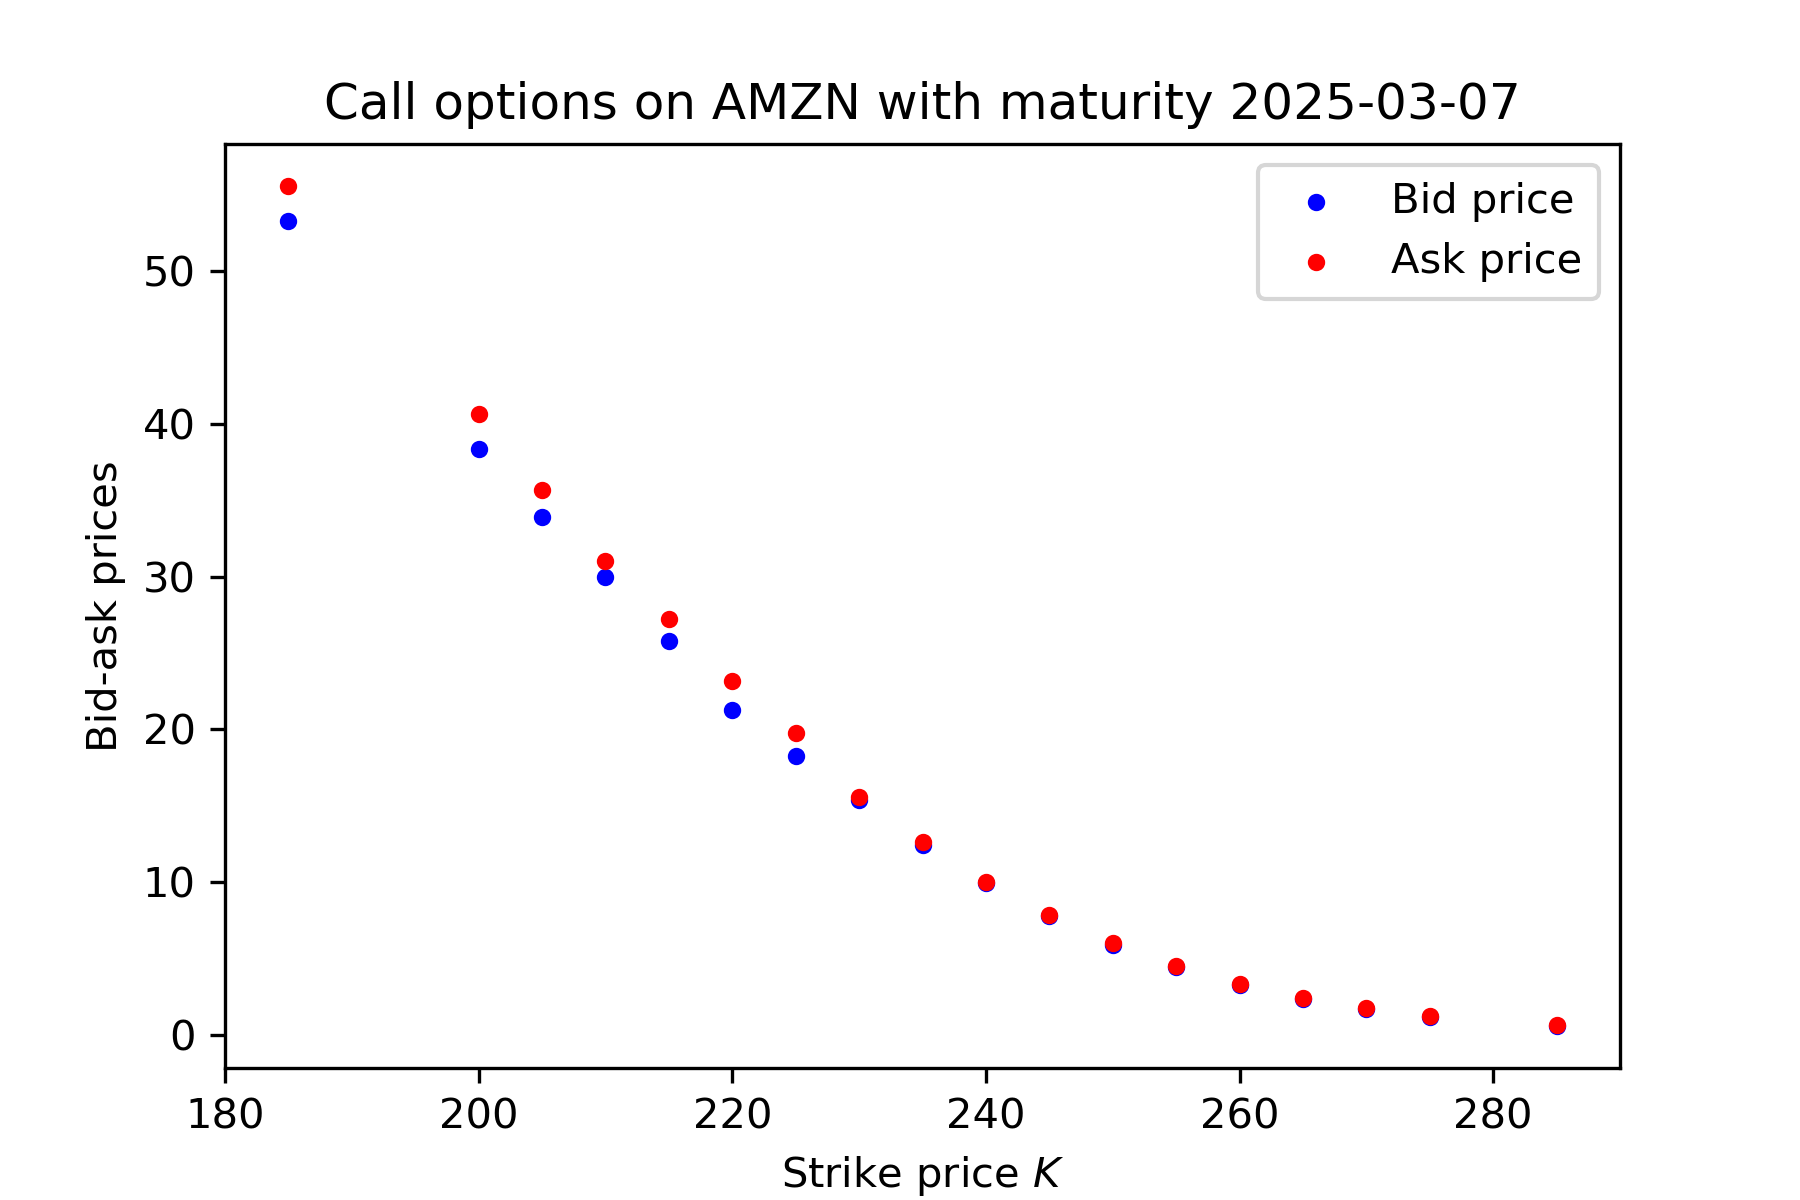 Call options on AMZN with maturity 2025-03-07
Bid price
Ask price
Bid-ask prices
50
40
30
20
10
0
180 200 220 240 260 280
Strike price K